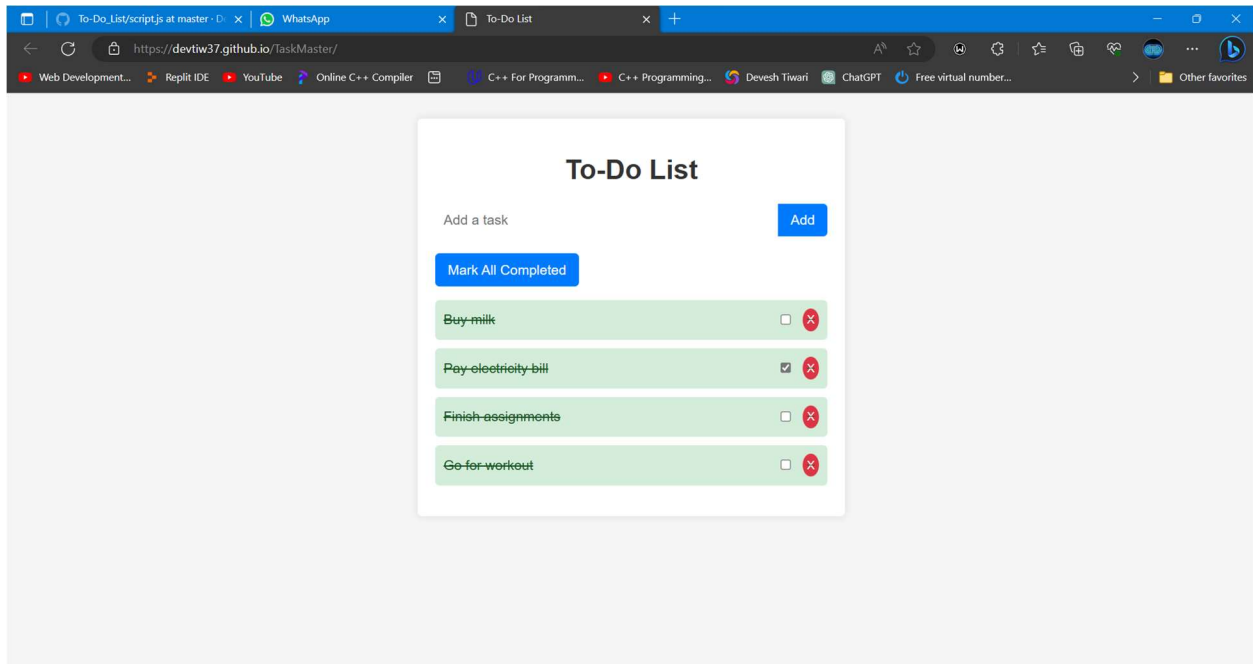 To-Do_List/script.js at master · D
WhatsApp
To-Do List
https://devtiw37.github.io/TaskMaster/
Web Development... Replit IDE YouTube Online C++ Compiler C++ For Programm... C++ Programming... Devesh Tiwari ChatGPT Free virtual number... Other favorites
To-Do List
Add a task Add
Mark All Completed
Buy milk X
Pay electricity bill X
Finish assignments X
Go for workout X